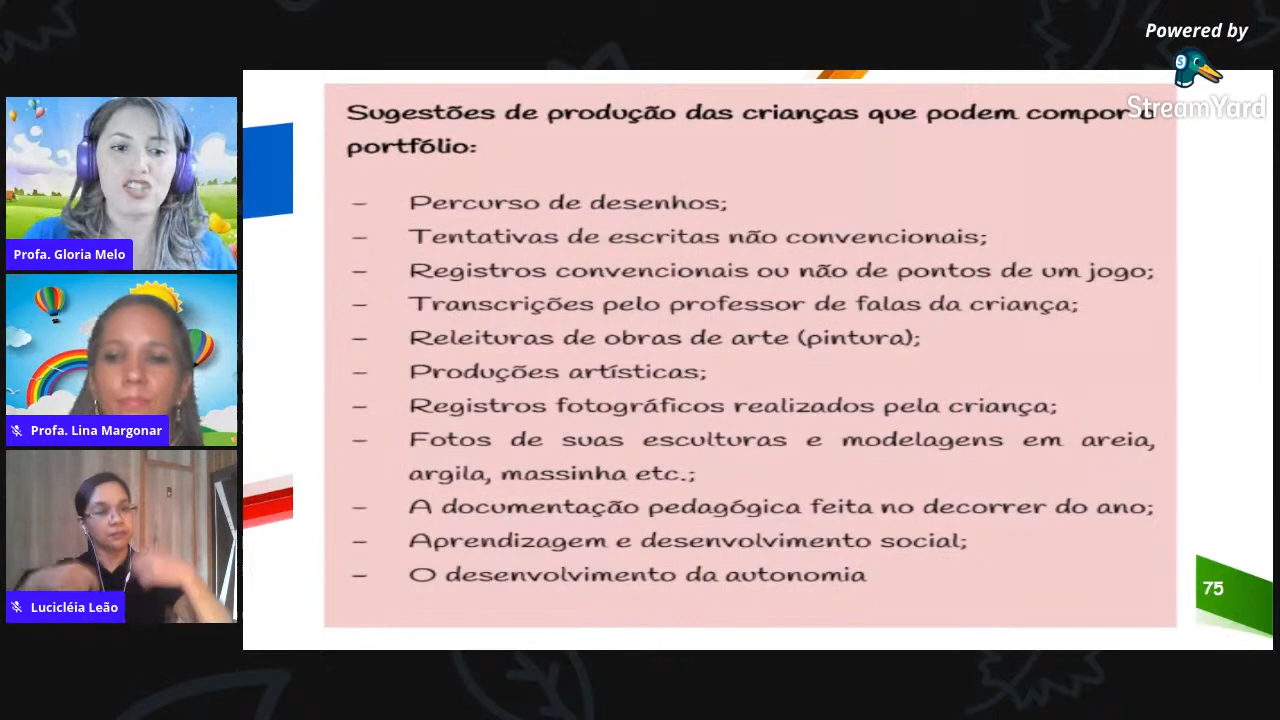 Powered by
StreamYard
Sugestões de produção das crianças que podem compor o
portfólio:
- Percurso de desenhos;
- Tentativas de escritas não convencionais;
- Registros convencionais ou não de pontos de um jogo;
- Transcrições pelo professor de falas da criança;
- Releituras de obras de arte (pintura);
- Produções artísticas;
- Registros fotográficos realizados pela criança;
- Fotos de suas esculturas e modelagens em areia,
argila, massinha etc.;
- A documentação pedagógica feita no decorrer do ano;
- Aprendizagem e desenvolvimento social;
- O desenvolvimento da autonomia
75
Profa. Gloria Melo
Profa. Lina Margonar
Lucicléia Leão